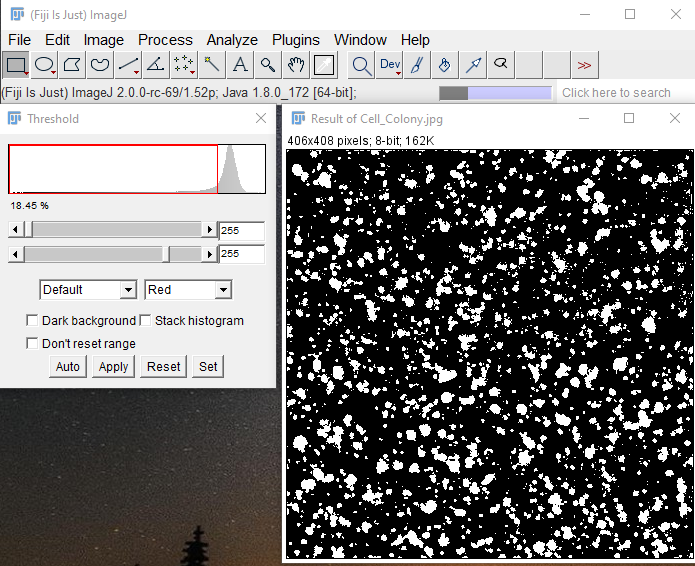 (Fiji Is Just) ImageJ
File Edit Image Process Analyze Plugins Window Help
A Dev >>
(Fiji Is Just) ImageJ 2.0.0-rc-69/1.52p; Java 1.8.0_172 [64-bit]; Click here to search
Threshold
18.45 %
255
255
Default Red
Dark background Stack histogram
Don't reset range
Auto Apply Reset Set
Result of Cell_Colony.jpg
406x408 pixels; 8-bit; 162K